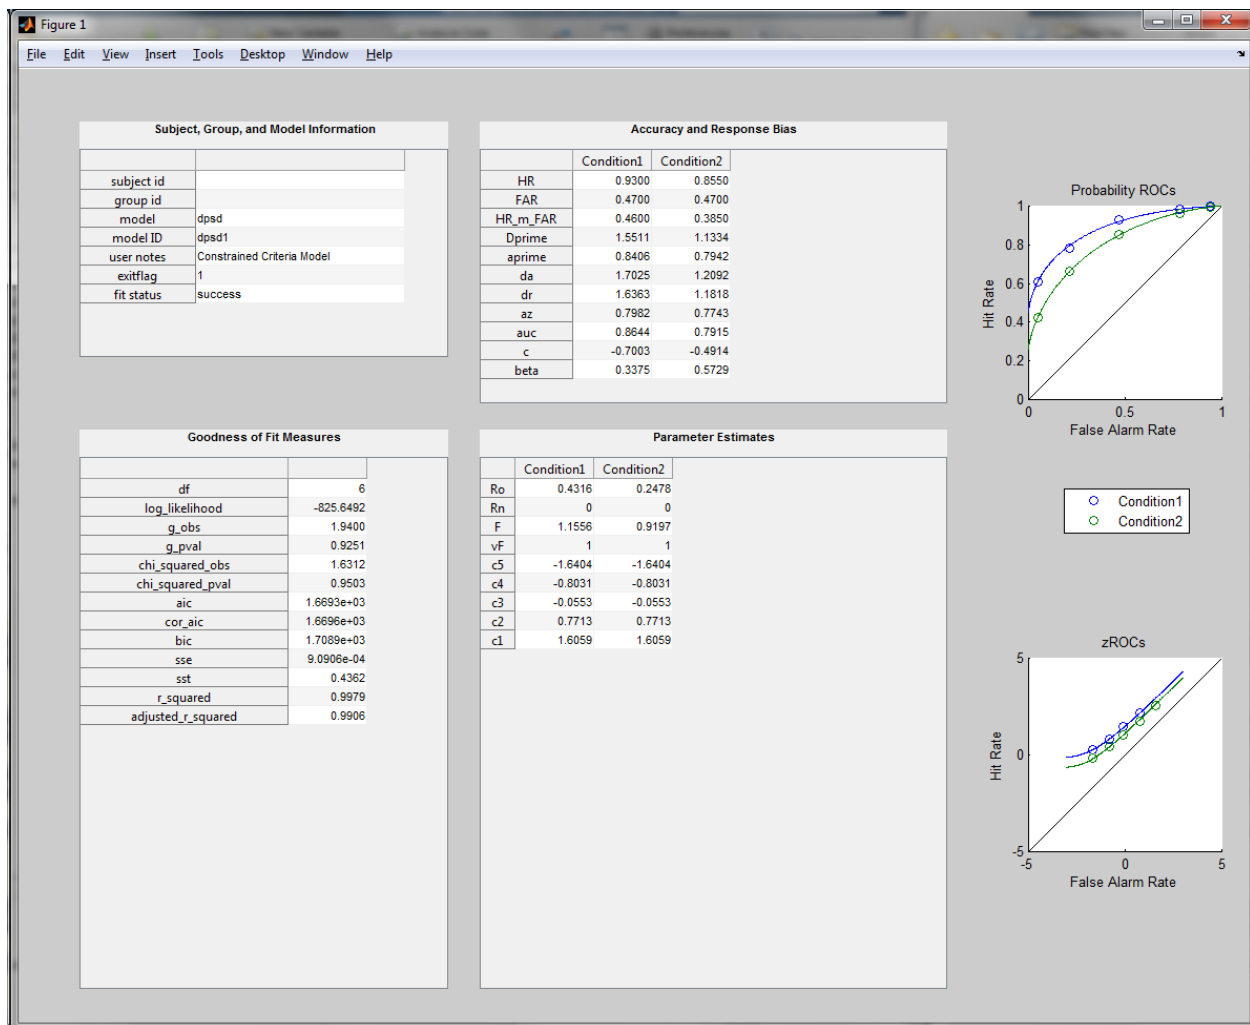 Figure 1
File Edit View Insert Tools Desktop Window Help
Subject, Group, and Model Information
subject id
group id
model dpsd
model ID dpsd1
user notes Constrained Criteria Model
exitflag 1
fit status success
Accuracy and Response Bias
Condition1 Condition2
HR 0.9300 0.8550
FAR 0.4700 0.4700
HR_m_FAR 0.4600 0.3850
Dprime 1.5511 1.1334
aprime 0.8406 0.7942
da 1.7025 1.2092
dr 1.6363 1.1818
az 0.7982 0.7743
auc 0.8644 0.7915
c -0.7003 -0.4914
beta 0.3375 0.5729
Probability ROCs
1
0.8
0.6
0.4
0.2
0
0 0.5 1
Hit Rate
False Alarm Rate
Goodness of Fit Measures
df 6
log_likelihood -825.6492
g_obs 1.9400
g_pval 0.9251
chi_squared_obs 1.6312
chi_squared_pval 0.9503
aic 1.6693e+03
cor_aic 1.6696e+03
bic 1.7089e+03
sse 9.0906e-04
sst 0.4362
r_squared 0.9979
adjusted_r_squared 0.9906
Parameter Estimates
Condition1 Condition2
Ro 0.4316 0.2478
Rn 0 0
F 1.1556 0.9197
vF 1 1
c5 -1.6404 -1.6404
c4 -0.8031 -0.8031
c3 -0.0553 -0.0553
c2 0.7713 0.7713
c1 1.6059 1.6059
Condition1
Condition2
zROCs
5
0
-5
-5 0 5
Hit Rate
False Alarm Rate